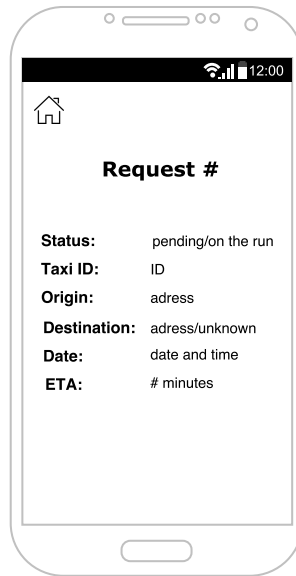 12:00
Request #
Status: pending/on the run
Taxi ID: ID
Origin: adress
Destination: adress/unknown
Date: date and time
ETA: # minutes